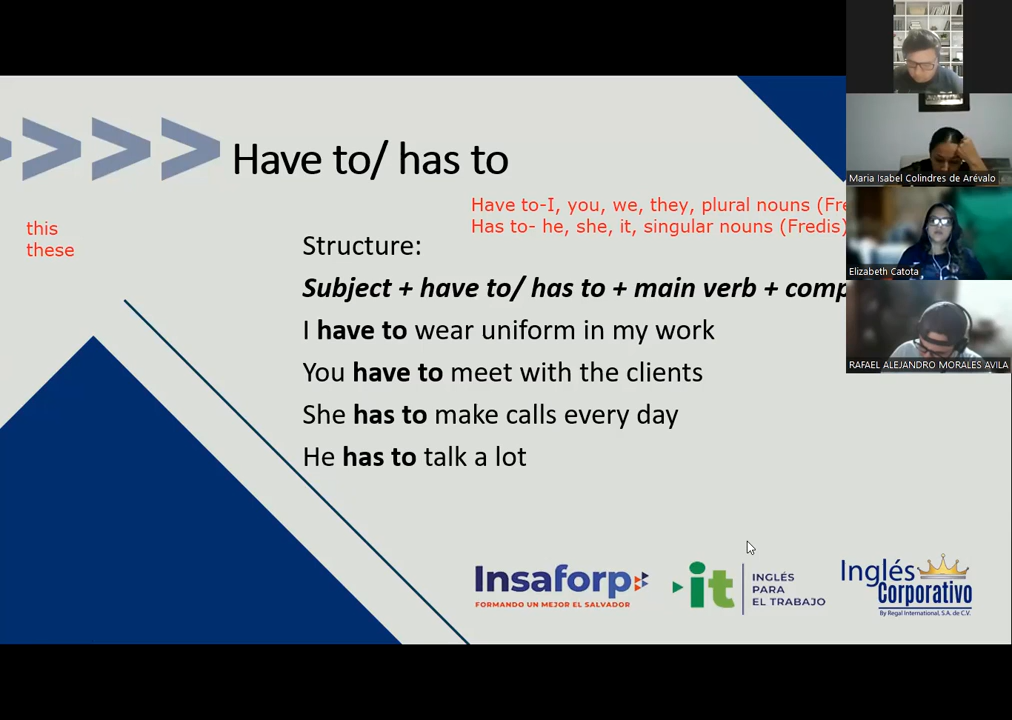 Have to/ has to
Have to-I, you, we, they, plural nouns (Fre
Has to- he, she, it, singular nouns (Fredis)
this
these
Structure:
Subject + have to/ has to + main verb + comp
I have to wear uniform in my work
You have to meet with the clients
She has to make calls every day
He has to talk a lot
Maria Isabel Colindres de Arévalo
Elizabeth Catota
RAFAEL ALEJANDRO MORALES AVILA
Insaforp
FORMANDO UN MEJOR EL SALVADOR
it
INGLÉS
PARA
EL TRABAJO
Inglés
Corporativo
By Regal International, S.A. de C.V.